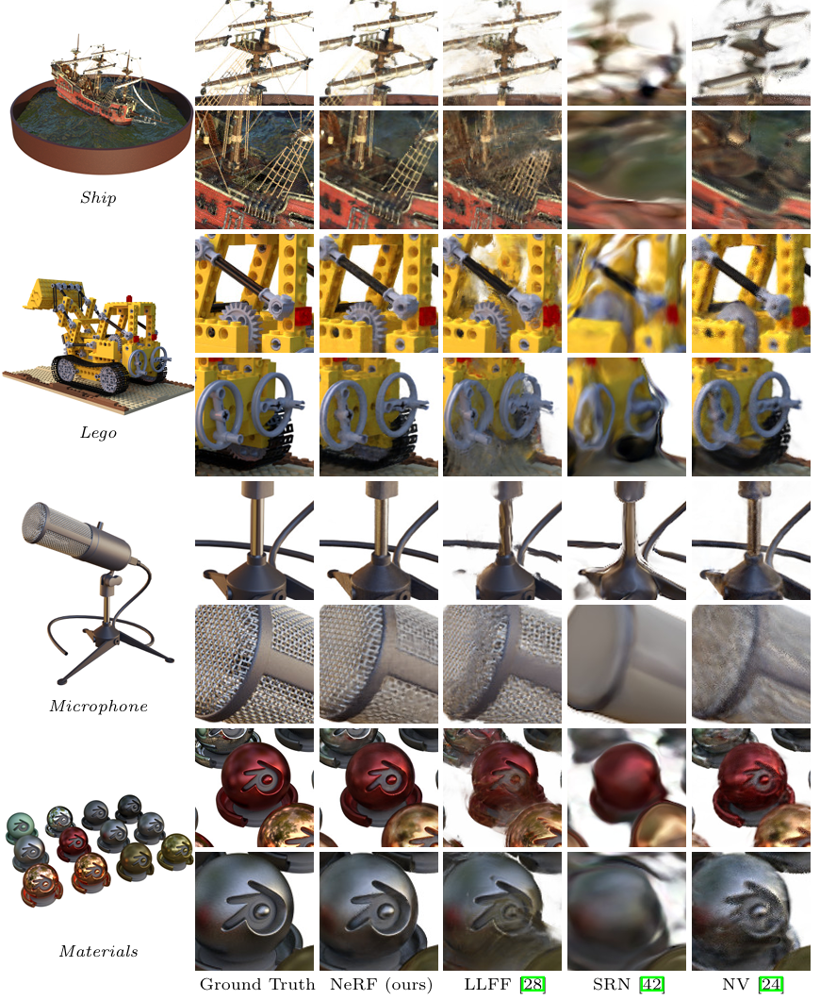 Ship
Lego
Microphone
Materials
Ground Truth NeRF (ours) LLFF [28] SRN [42] NV [24]